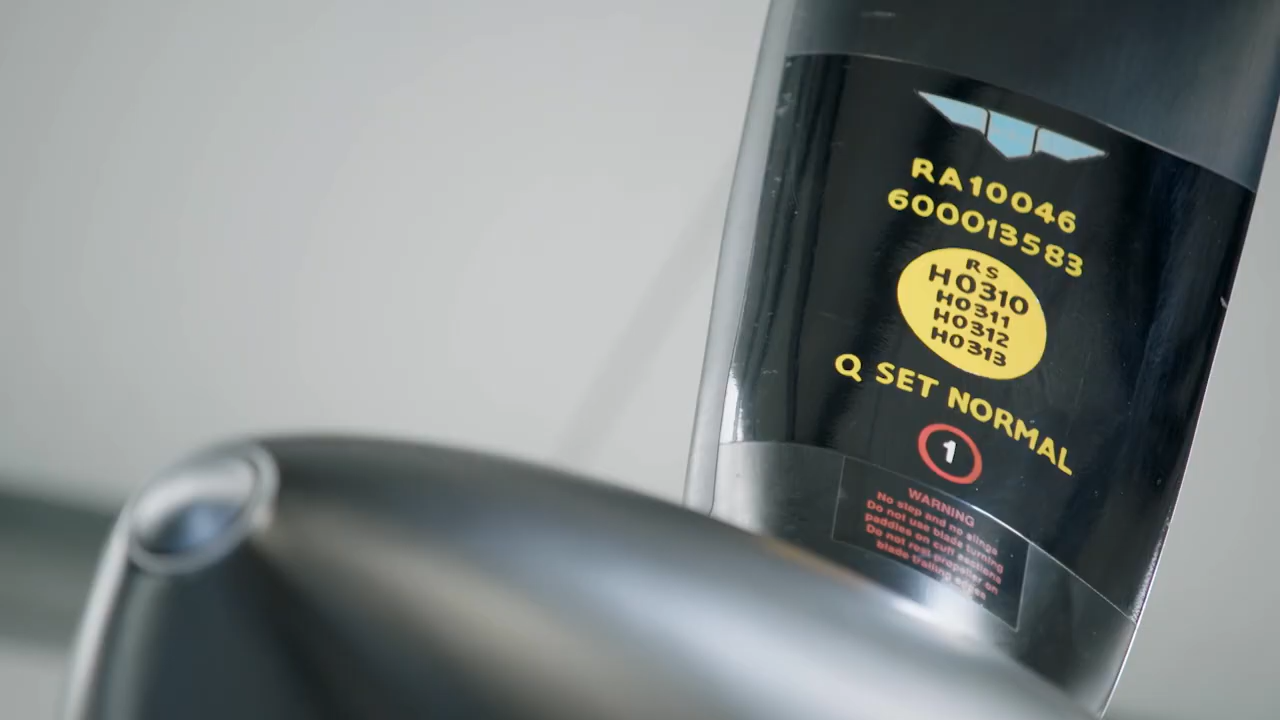 RA10046
600013583
RS
H0310
H0311
H0312
H0313
Q SET NORMAL
1
WARNING
No step and no slings
Do not use blade turning
paddles on cuff sections
Do not rest propeller on
blade trailing edges